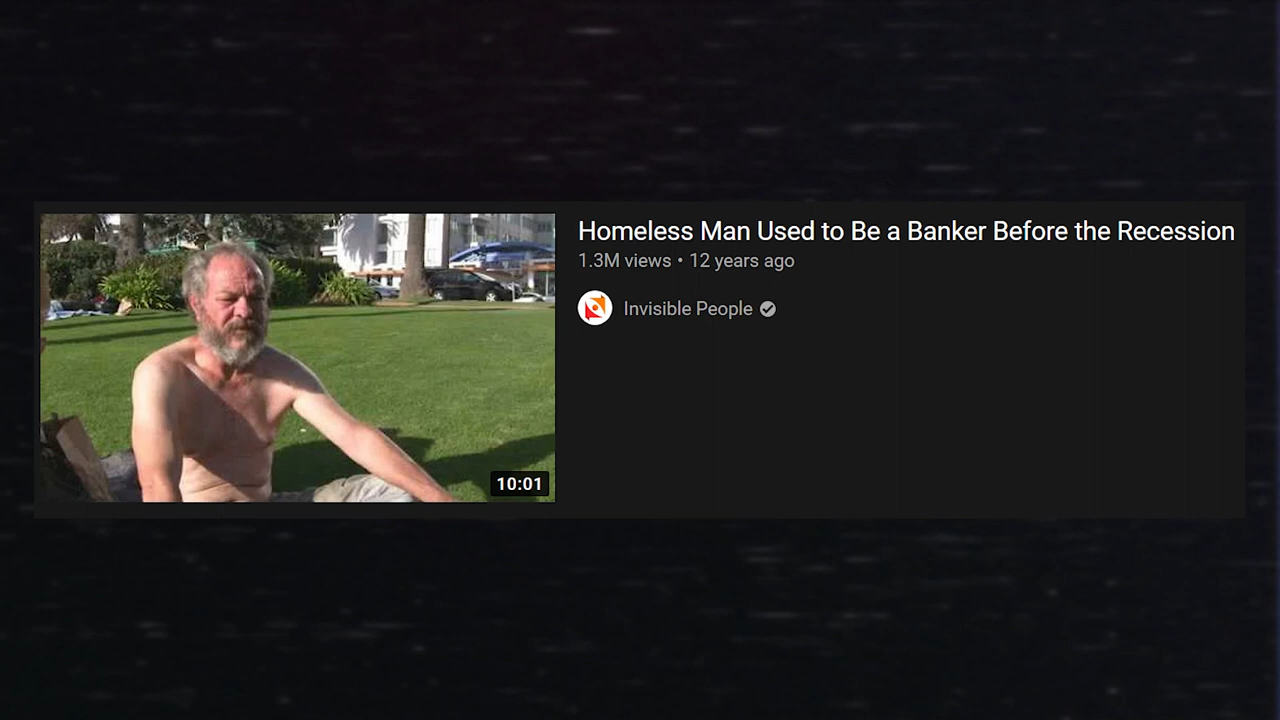 Homeless Man Used to Be a Banker Before the Recession
1.3M views • 12 years ago
Invisible People
10:01